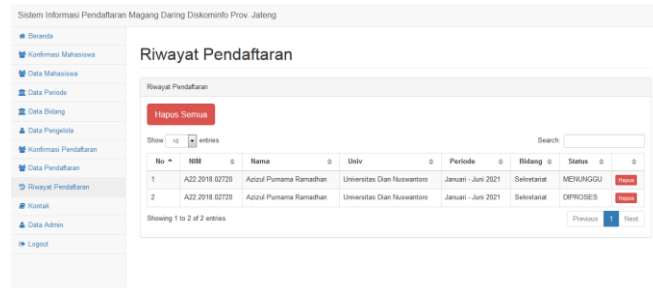 Sistem Informasi Pendaftaran Magang Daring Diskominfo Prov. Jateng
Beranda
Konfirmasi Mahasiswa
Data Mahasiswa
Data Periode
Data Bidang
Data Pengelola
Konfirmasi Pendaftaran
Data Pendaftaran
Riwayat Pendaftaran
Kontak
Data Admin
Logout
Riwayat Pendaftaran
Riwayat Pendaftaran
Hapus Semua
Show 10 entries Search:
No NIM Nama Univ Periode Bidang Status
1 A22.2018.02720 Azizul Purnama Ramadhan Universitas Dian Nuswantoro Januari - Juni 2021 Sekretariat MENUNGGU Hapus
2 A22.2018.02720 Azizul Purnama Ramadhan Universitas Dian Nuswantoro Januari - Juni 2021 Sekretariat DIPROSES Hapus
Showing 1 to 2 of 2 entries Previous 1 Next